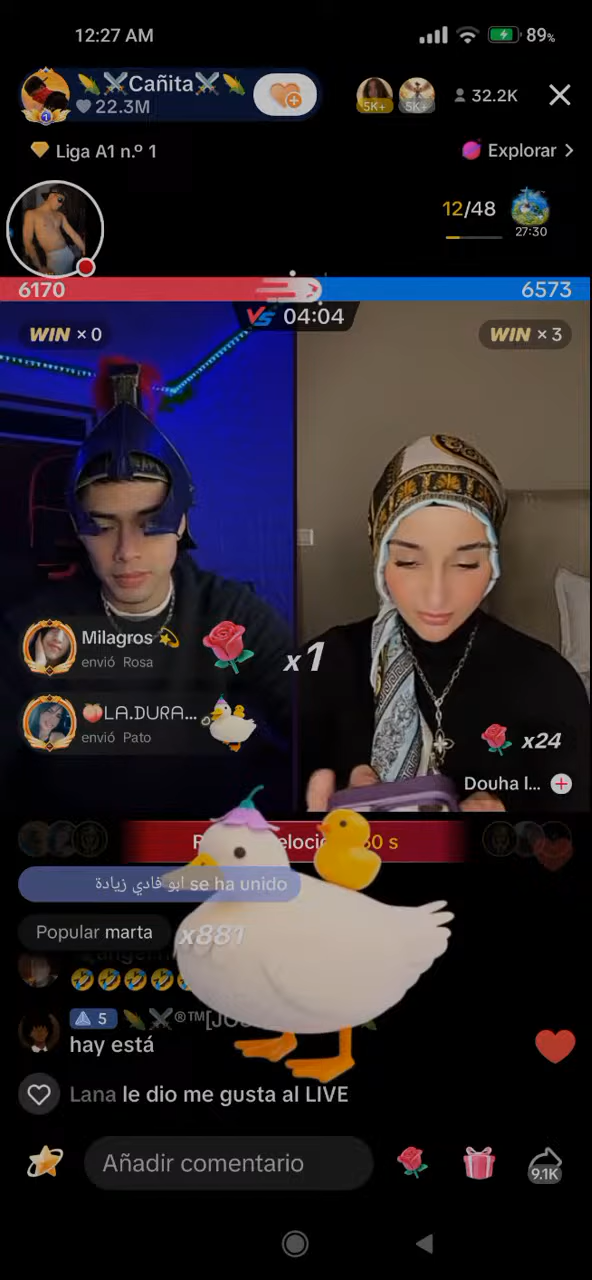 12:27 AM
89%
🌽⚔️Cañita⚔️🌽
22.3M
5K+
5K+
32.2K
Liga A1 n.º 1
Explorar
12/48
27:30
6170
6573
VS 04:04
WIN × 0
WIN × 3
Milagros 💫
envió Rosa
x1
🍑LA.DURA...
envió Pato
x24
Douha l...
0 s
ابو فادي زيادة se ha unido
Popular marta
x881
🤣🤣🤣🤣
5
hay está
Lana le dio me gusta al LIVE
Añadir comentario
9.1K